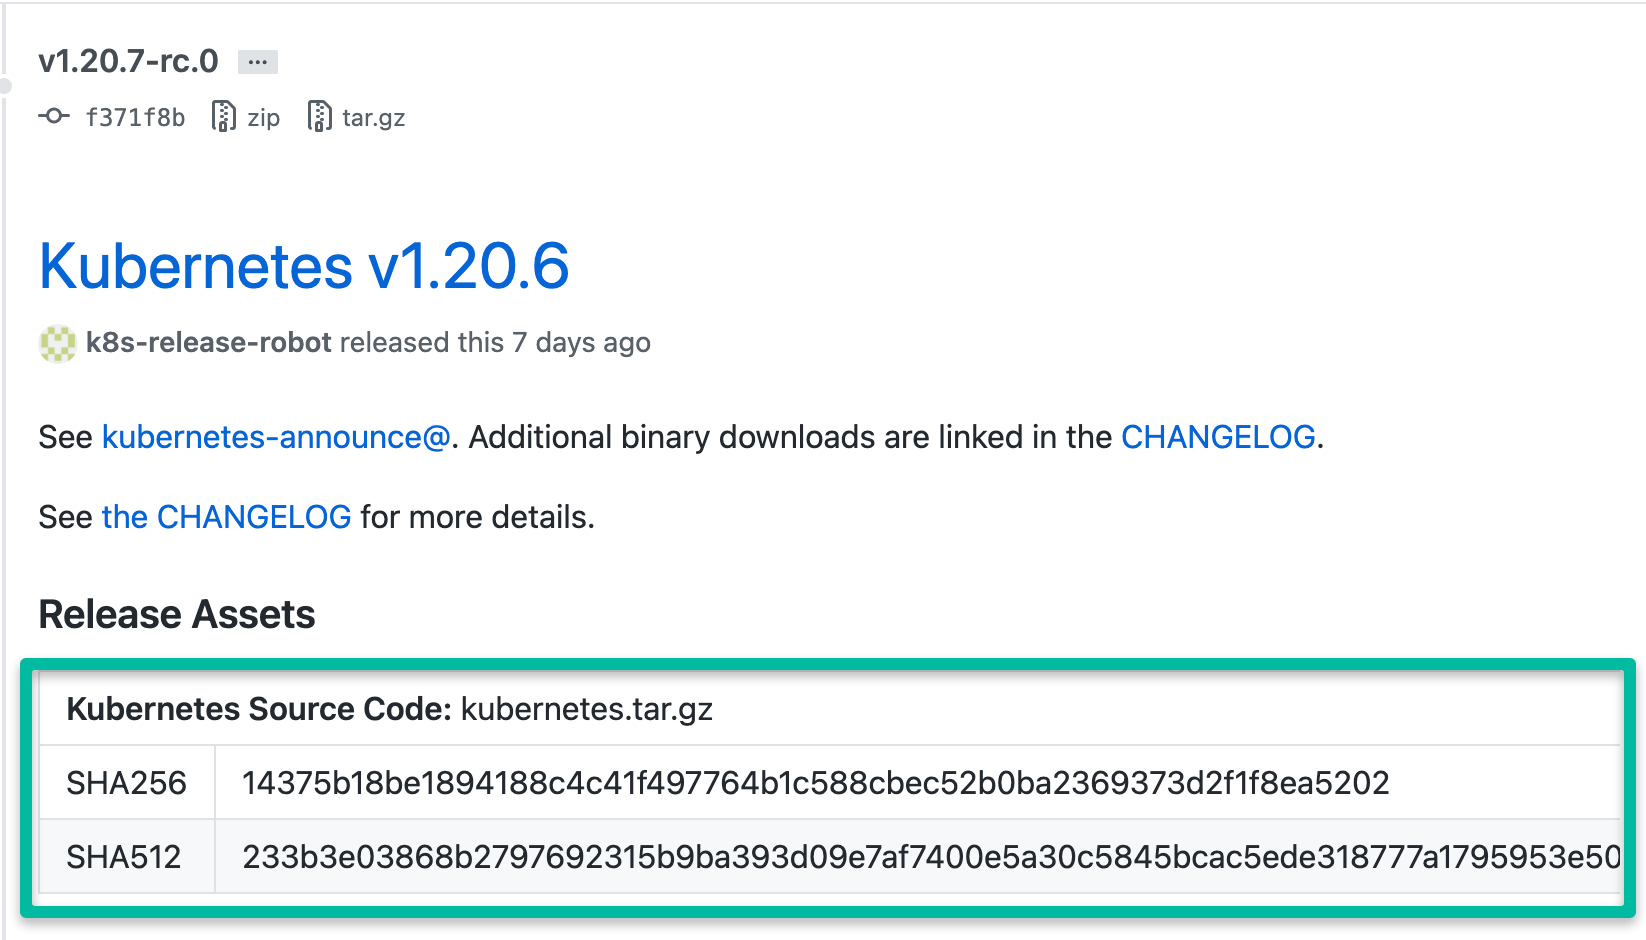 v1.20.7-rc.0 ...
f371f8b zip tar.gz
Kubernetes v1.20.6
k8s-release-robot released this 7 days ago
See kubernetes-announce@. Additional binary downloads are linked in the CHANGELOG.
See the CHANGELOG for more details.
Release Assets
Kubernetes Source Code: kubernetes.tar.gz
SHA256 14375b18be1894188c4c41f497764b1c588cbec52b0ba2369373d2f1f8ea5202
SHA512 233b3e03868b2797692315b9ba393d09e7af7400e5a30c5845bcac5ede318777a1795953e50